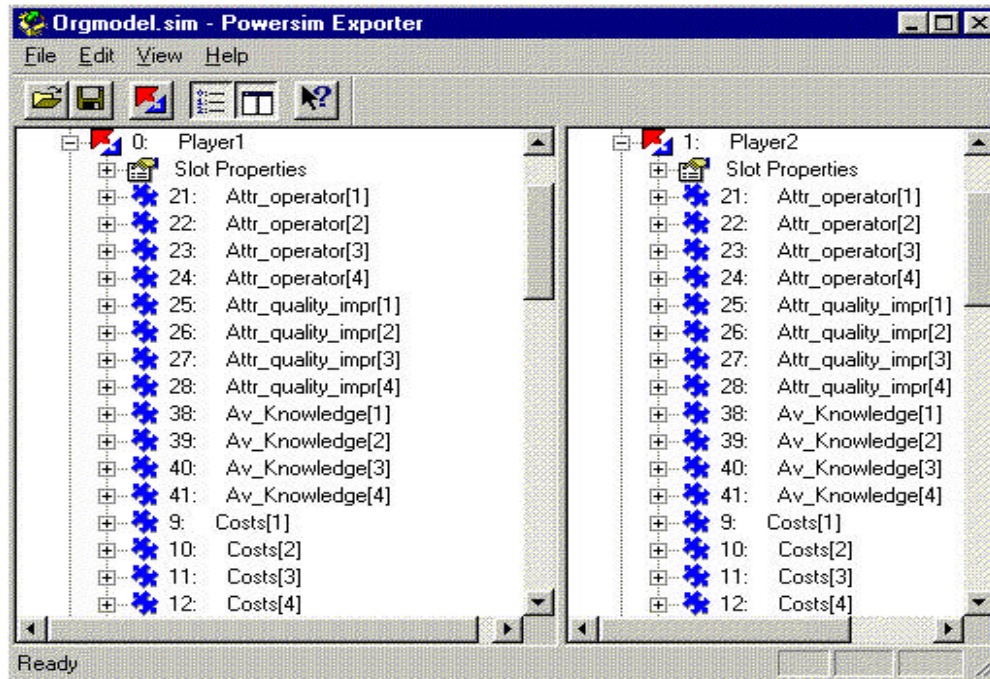 Orgmodel.sim - Powersim Exporter
File Edit View Help
0: Player1
Slot Properties
21: Attr_operator[1]
22: Attr_operator[2]
23: Attr_operator[3]
24: Attr_operator[4]
25: Attr_quality_impr[1]
26: Attr_quality_impr[2]
27: Attr_quality_impr[3]
28: Attr_quality_impr[4]
38: Av_Knowledge[1]
39: Av_Knowledge[2]
40: Av_Knowledge[3]
41: Av_Knowledge[4]
9: Costs[1]
10: Costs[2]
11: Costs[3]
12: Costs[4]
1: Player2
Slot Properties
21: Attr_operator[1]
22: Attr_operator[2]
23: Attr_operator[3]
24: Attr_operator[4]
25: Attr_quality_impr[1]
26: Attr_quality_impr[2]
27: Attr_quality_impr[3]
28: Attr_quality_impr[4]
38: Av_Knowledge[1]
39: Av_Knowledge[2]
40: Av_Knowledge[3]
41: Av_Knowledge[4]
9: Costs[1]
10: Costs[2]
11: Costs[3]
12: Costs[4]
Ready